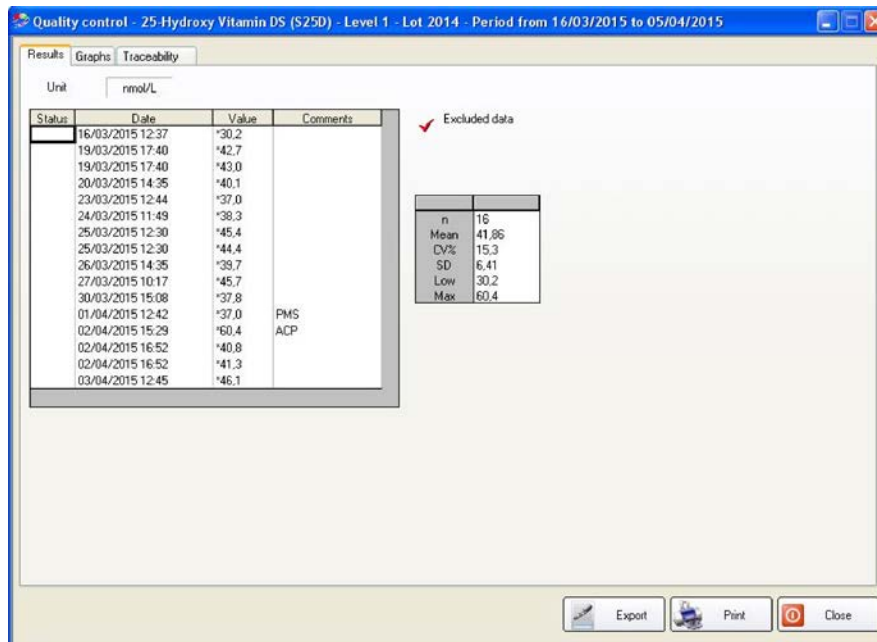 Quality control - 25-Hydroxy Vitamin DS (S25D) - Level 1 - Lot 2014 - Period from 16/03/2015 to 05/04/2015
Results Graphs Traceability
Unit nmol/L
Status Date Value Comments
16/03/2015 12:37 *30,2
19/03/2015 17:40 *42,7
19/03/2015 17:40 *43,0
20/03/2015 14:35 *40,1
23/03/2015 12:44 *37,0
24/03/2015 11:49 *38,3
25/03/2015 12:30 *45,4
25/03/2015 12:30 *44,4
26/03/2015 14:35 *39,7
27/03/2015 10:17 *45,7
30/03/2015 15:08 *37,8
01/04/2015 12:42 *37,0 PMS
02/04/2015 15:29 *60,4 ACP
02/04/2015 16:52 *40,8
02/04/2015 16:52 *41,3
03/04/2015 12:45 *46,1
Excluded data
n 16
Mean 41,86
CV% 15,3
SD 6,41
Low 30,2
Max 60,4
Export Print Close